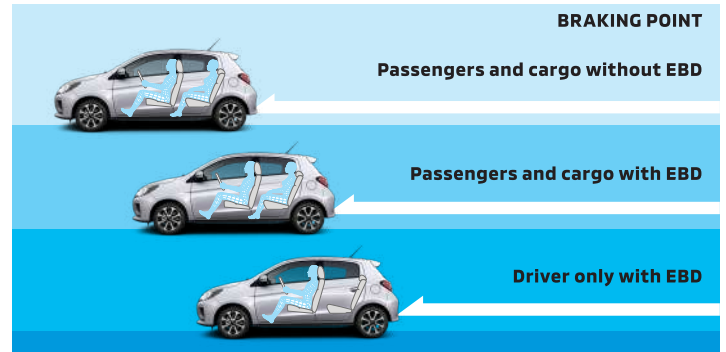 BRAKING POINT
Passengers and cargo without EBD
Passengers and cargo with EBD
Driver only with EBD